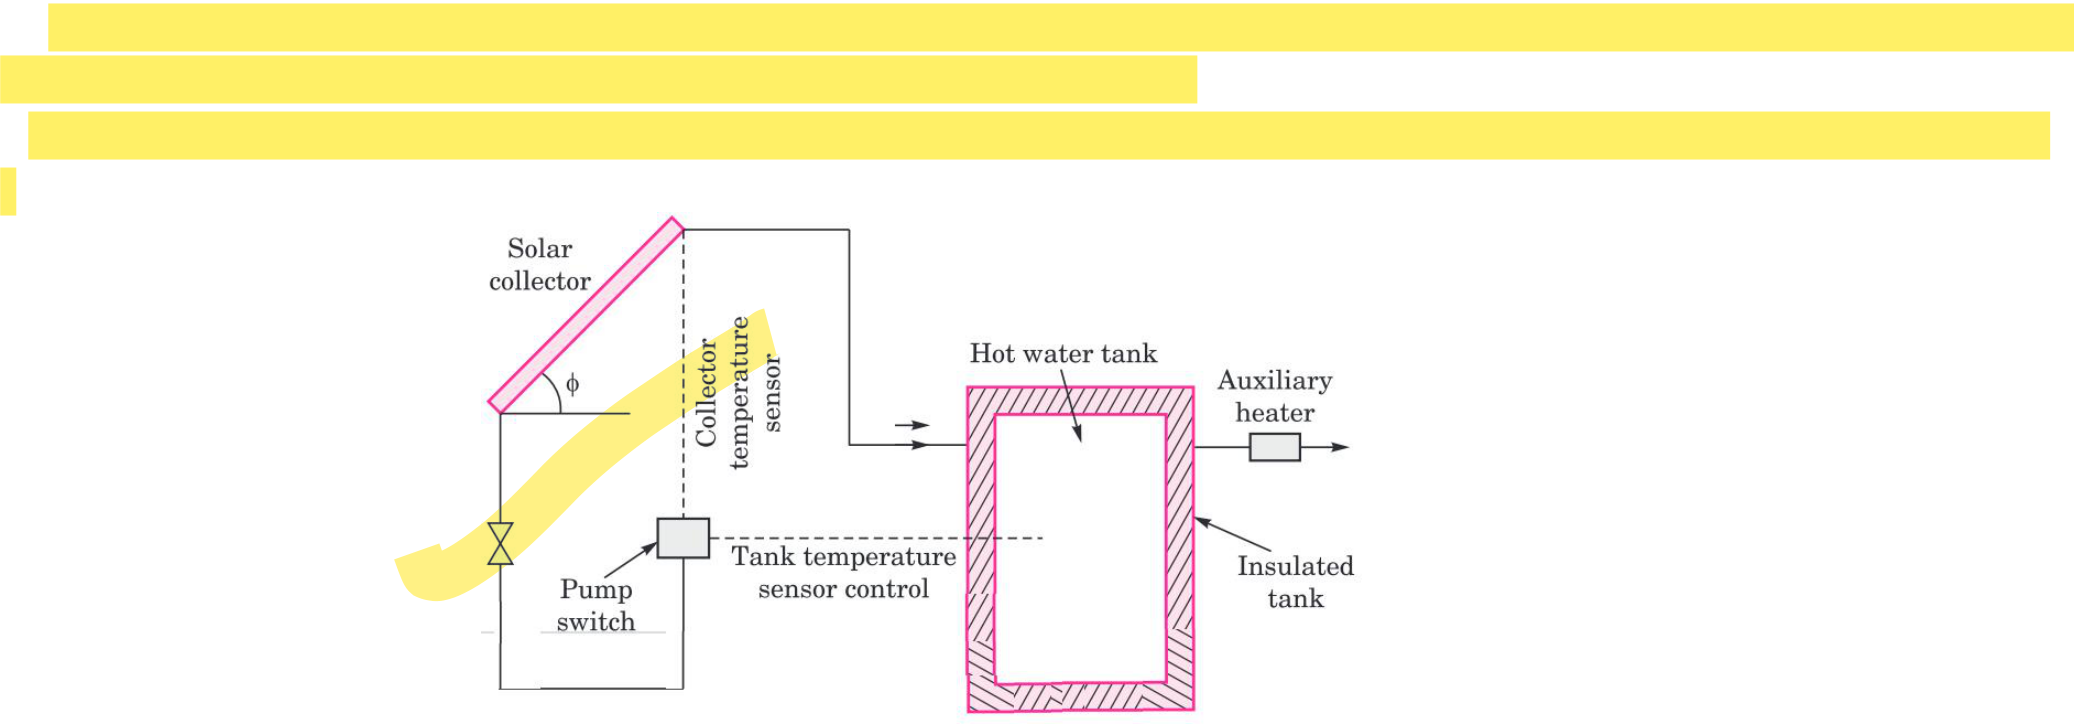 Solar
collector
ϕ
Collector
temperature
sensor
Hot water tank
Auxiliary
heater
Tank temperature
sensor control
Pump
switch
Insulated
tank